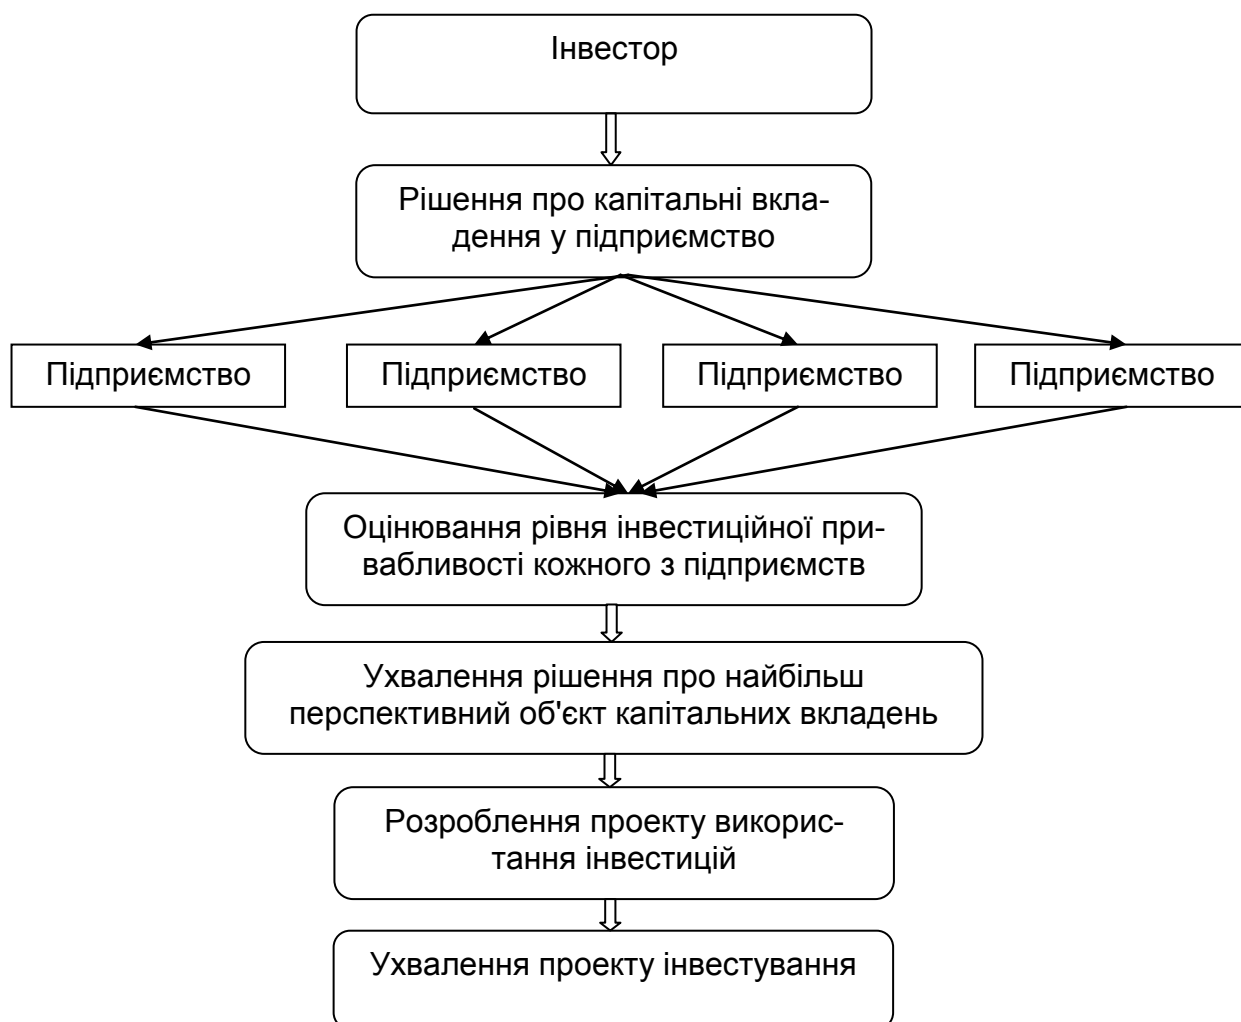 Інвестор
Рішення про капітальні вкла-
дення у підприємство
Підприємство
Підприємство
Підприємство
Підприємство
Оцінювання рівня інвестиційної при-
вабливості кожного з підприємств
Ухвалення рішення про найбільш
перспективний об'єкт капітальних вкладень
Розроблення проекту викорис-
тання інвестицій
Ухвалення проекту інвестування